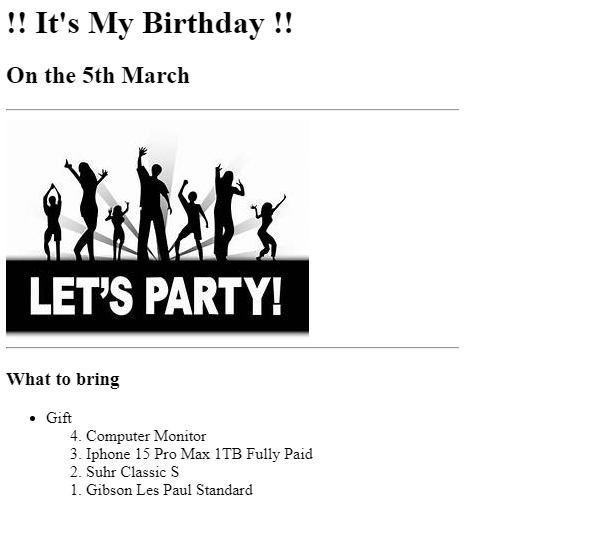 !! It's My Birthday !!
On the 5th March
LET'S PARTY!
What to bring
• Gift
4. Computer Monitor
3. Iphone 15 Pro Max 1TB Fully Paid
2. Suhr Classic S
1. Gibson Les Paul Standard